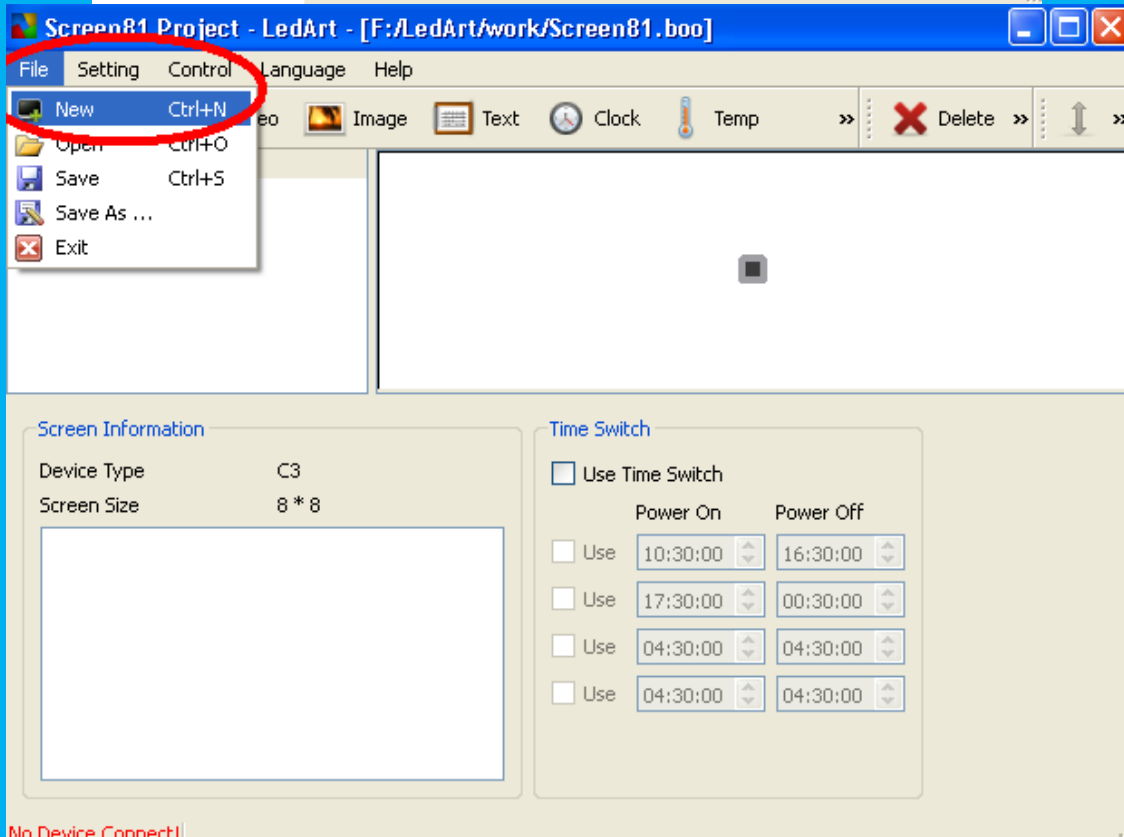 Screen81 Project - LedArt - [F:/LedArt/work/Screen81.boo]
File Setting Control Language Help
New Ctrl+N
eo Image Text Clock Temp » Delete » »
Open Ctrl+O
Save Ctrl+S
Save As ...
Exit
Screen Information
Device Type C3
Screen Size 8 * 8
Time Switch
Use Time Switch
Power On Power Off
Use 10:30:00 16:30:00
Use 17:30:00 00:30:00
Use 04:30:00 04:30:00
Use 04:30:00 04:30:00
No Device Connect!